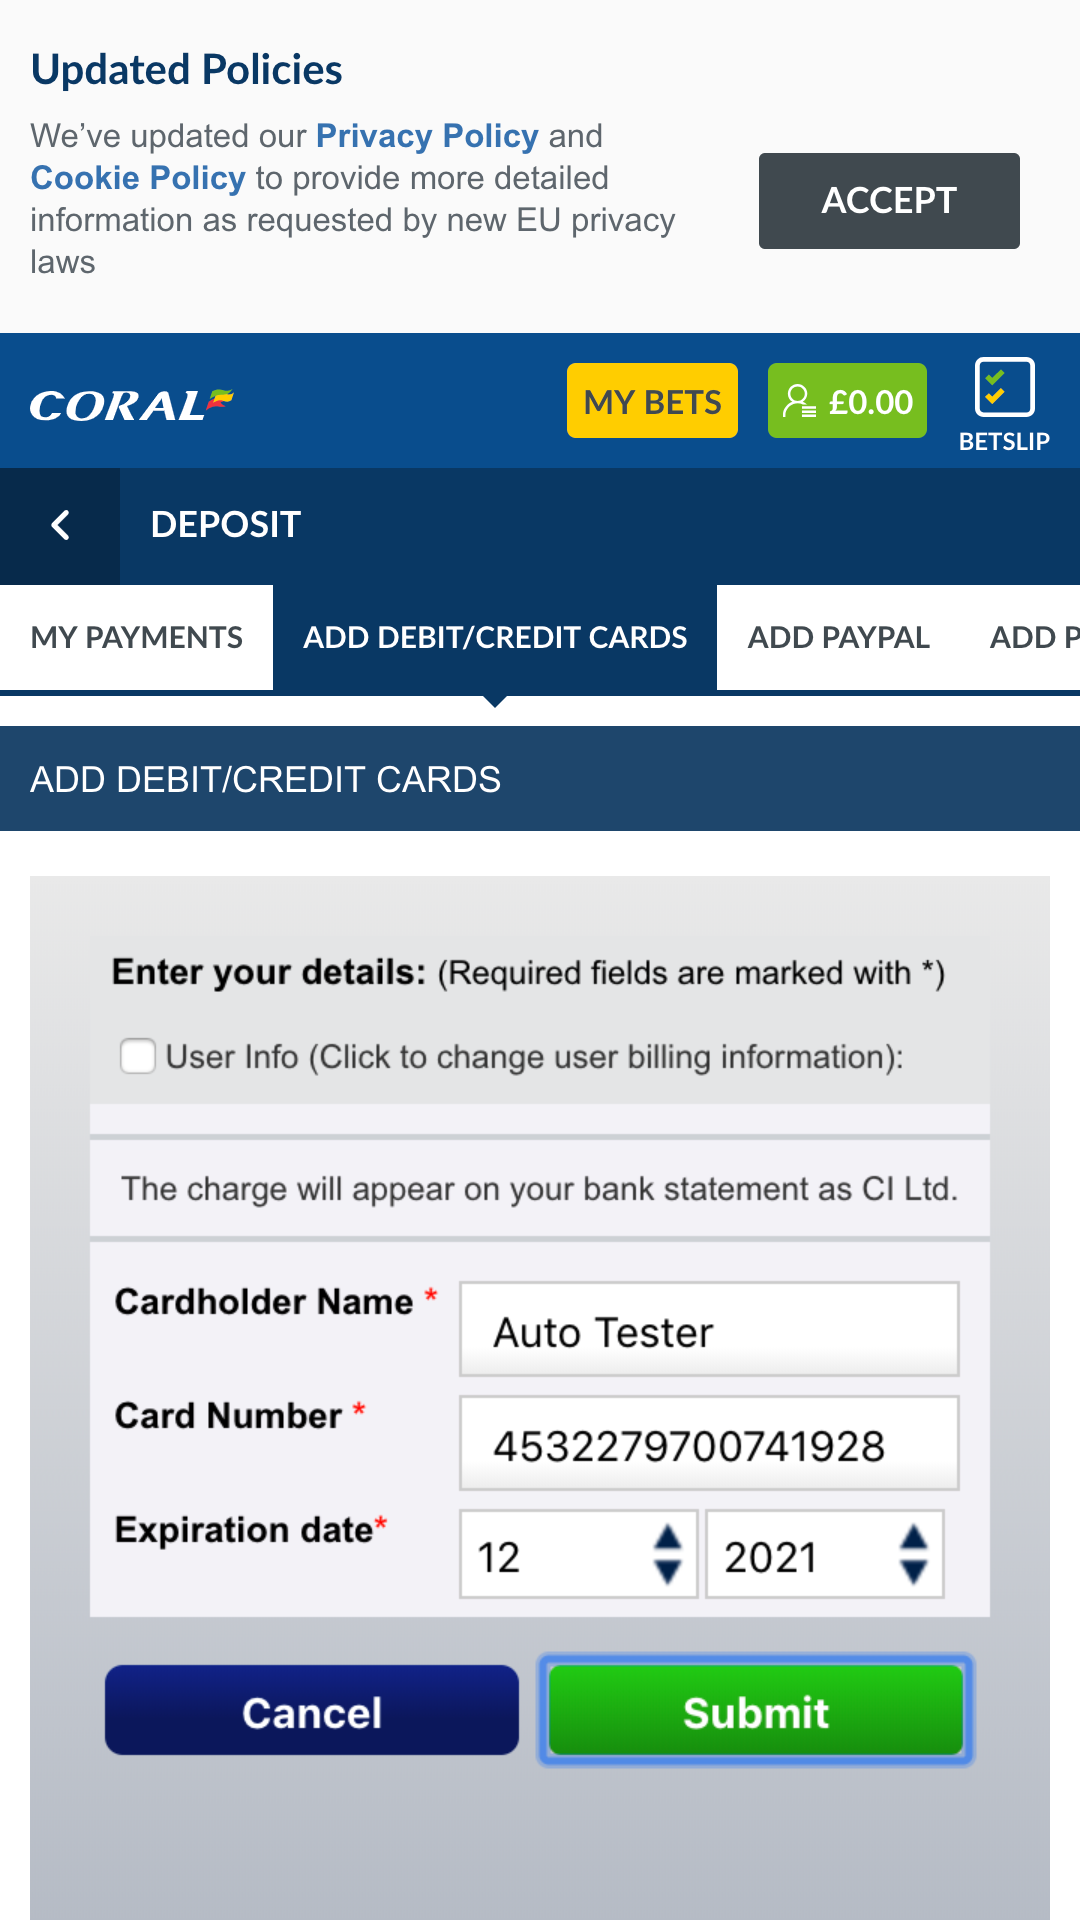 Updated Policies
We’ve updated our Privacy Policy and
Cookie Policy to provide more detailed
information as requested by new EU privacy
laws
ACCEPT
CORAL
MY BETS
£0.00
BETSLIP
DEPOSIT
MY PAYMENTS
ADD DEBIT/CREDIT CARDS
ADD PAYPAL
ADD P
ADD DEBIT/CREDIT CARDS
Enter your details: (Required fields are marked with *)
User Info (Click to change user billing information):
The charge will appear on your bank statement as CI Ltd.
Cardholder Name *
Auto Tester
Card Number *
4532279700741928
Expiration date*
12
2021
Cancel
Submit